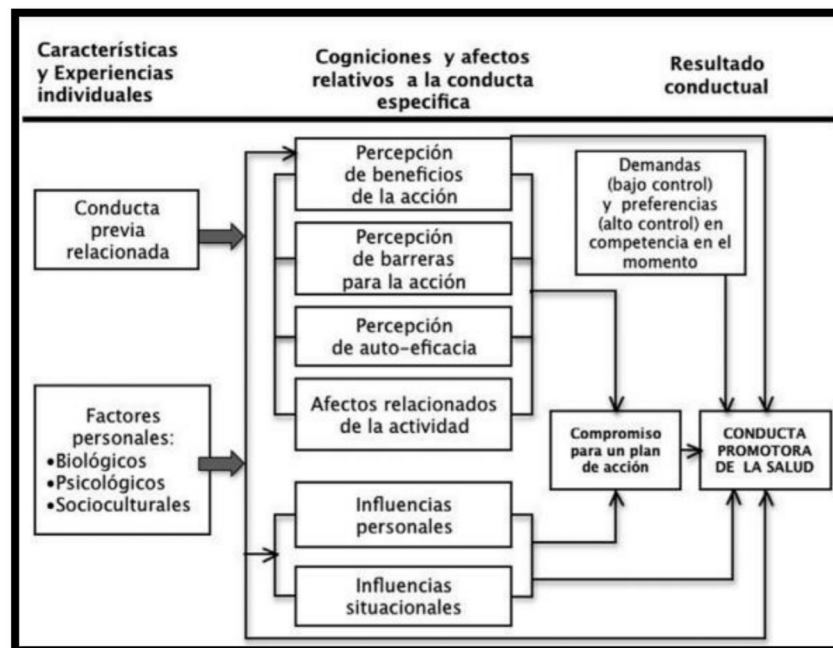 Características
y Experiencias
individuales
Cogniciones y afectos
relativos a la conducta
especifica
Resultado
conductual
Conducta
previa
relacionada
Factores
personales:
•Biológicos
•Psicológicos
•Socioculturales
Percepción
de beneficios
de la acción
Percepción
de barreras
para la acción
Percepción
de auto-eficacia
Afectos relacionados
de la actividad
Influencias
personales
Influencias
situacionales
Demandas
(bajo control)
y preferencias
(alto control) en
competencia en el
momento
Compromiso
para un plan
de acción
CONDUCTA
PROMOTORA
DE LA SALUD